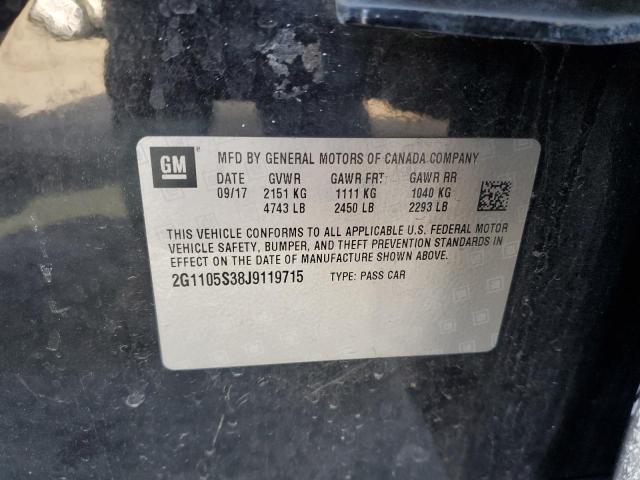 GM
MFD BY GENERAL MOTORS OF CANADA COMPANY
DATE GVWR GAWR FRT GAWR RR
09/17 2151 KG 1111 KG 1040 KG
4743 LB 2450 LB 2293 LB
THIS VEHICLE CONFORMS TO ALL APPLICABLE U.S. FEDERAL MOTOR
VEHICLE SAFETY, BUMPER, AND THEFT PREVENTION STANDARDS IN
EFFECT ON THE DATE OF MANUFACTURE SHOWN ABOVE.
2G1105S38J9119715 TYPE: PASS CAR